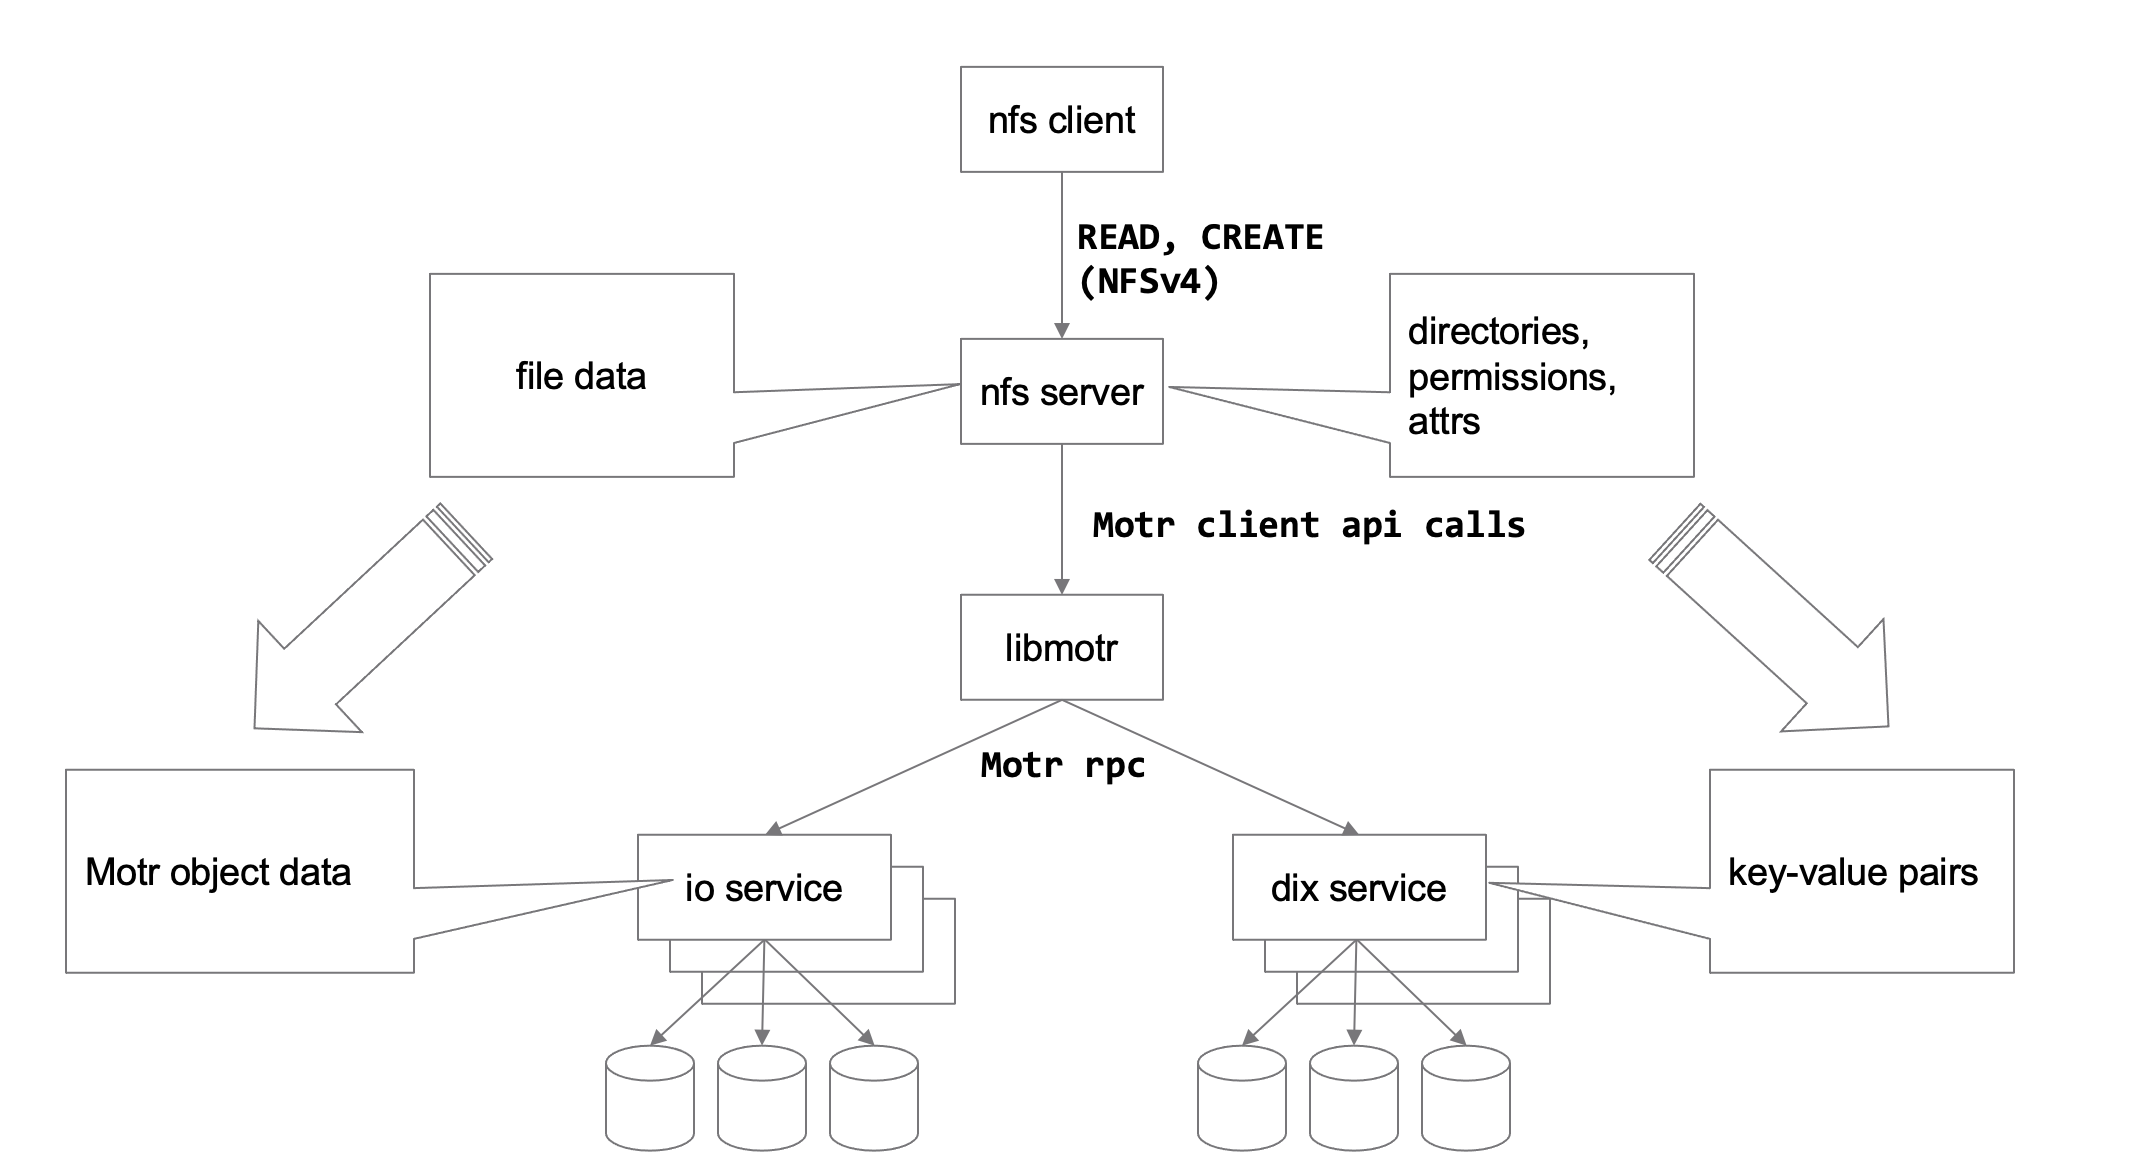 nfs client
READ, CREATE
(NFSv4)
file data
nfs server
directories,
permissions,
attrs
Motr client api calls
libmotr
Motr rpc
Motr object data
io service
dix service
key-value pairs